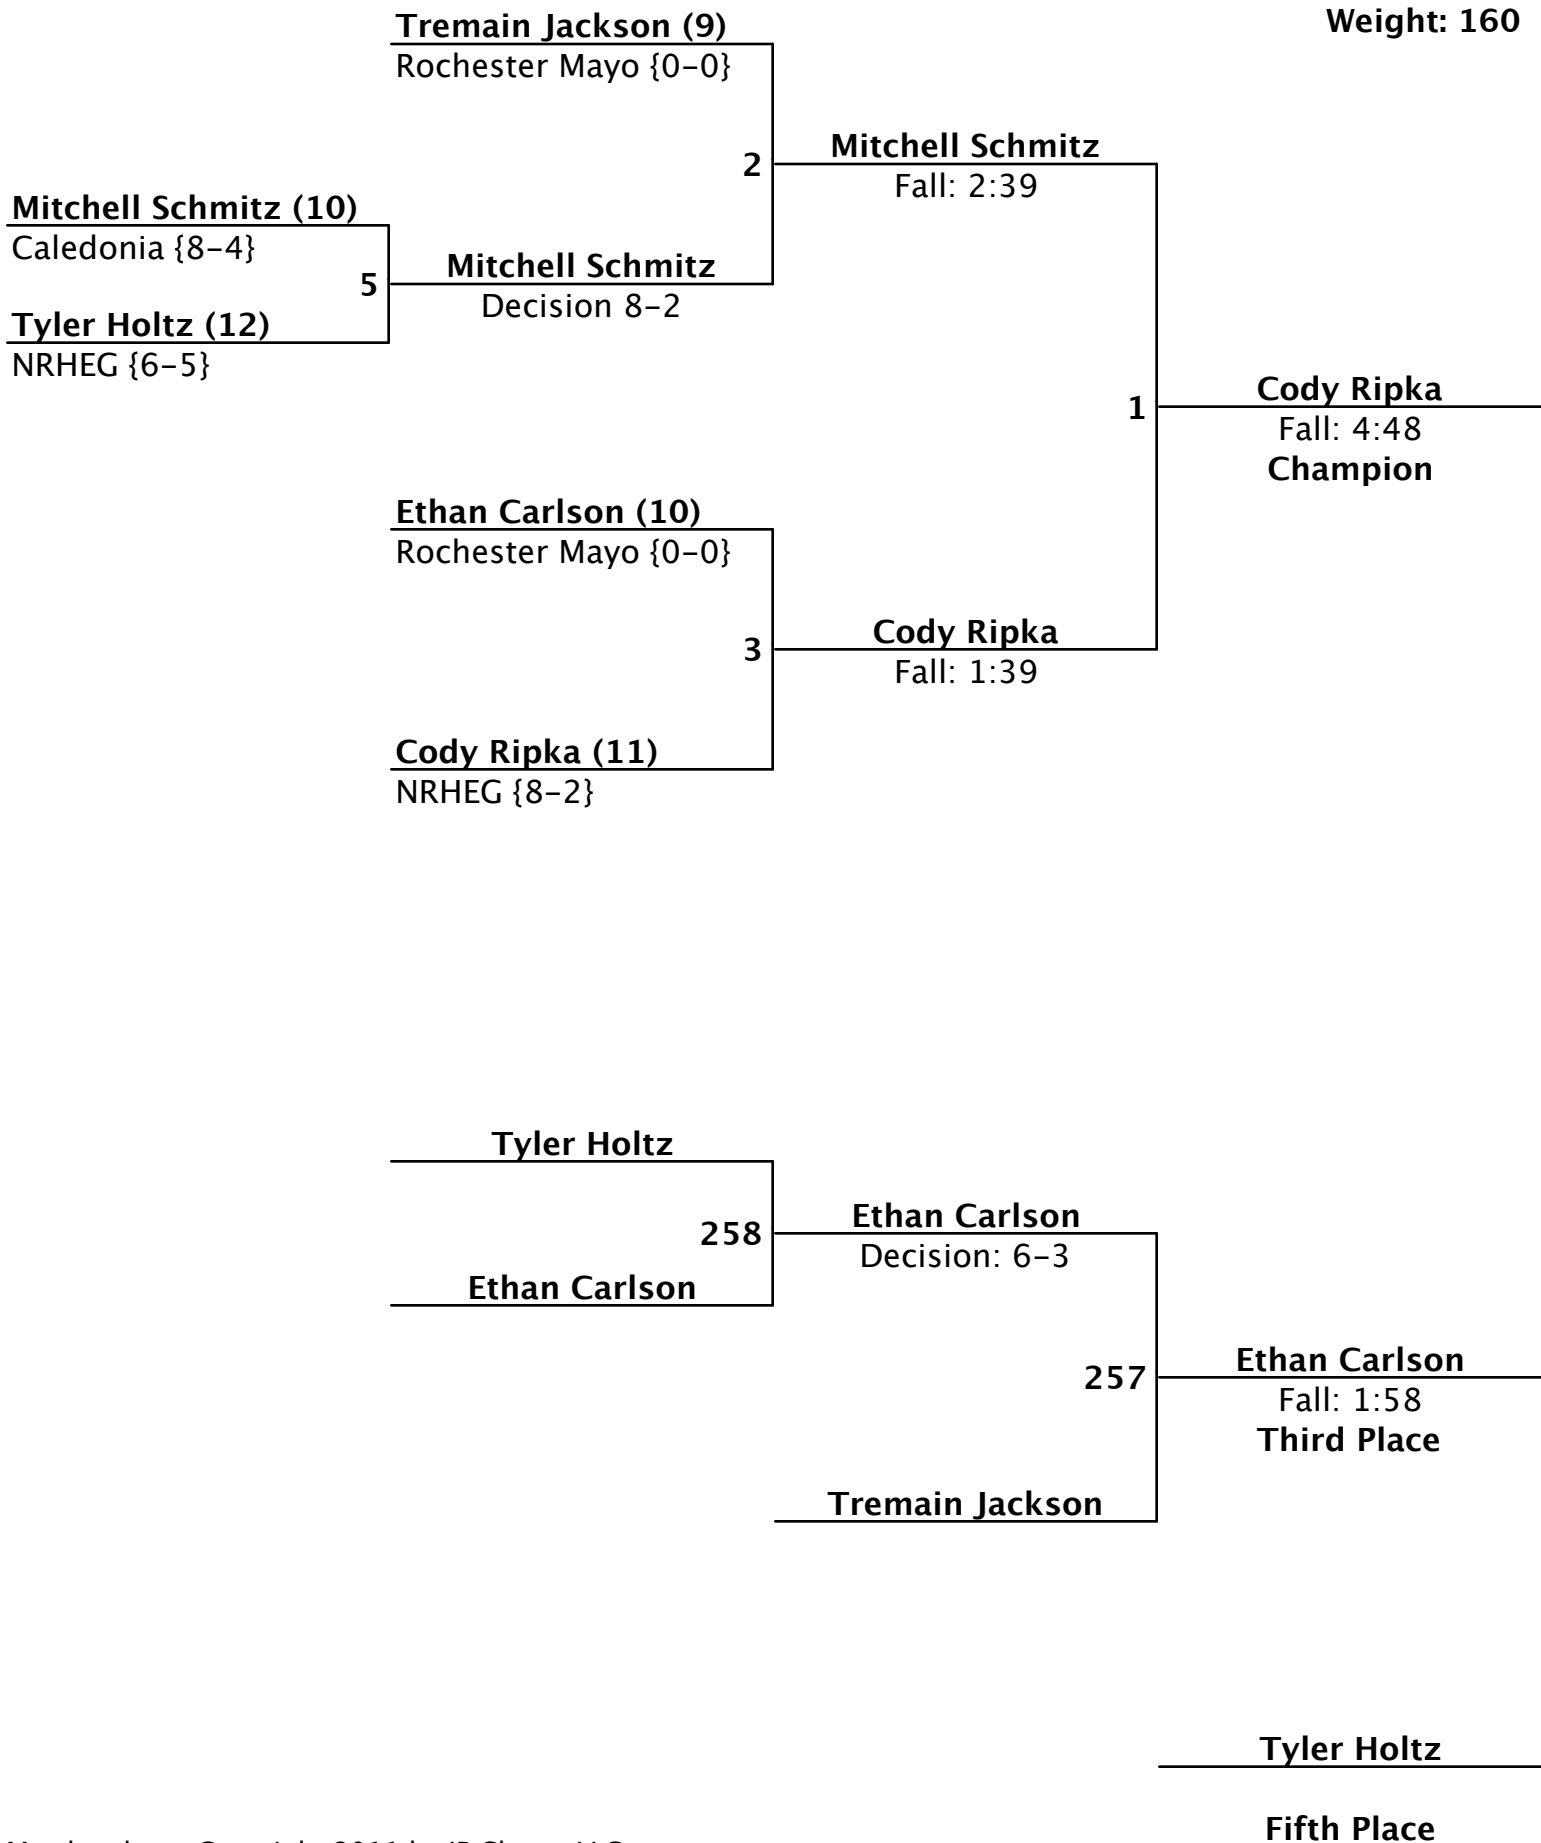 Weight: 160
Tremain Jackson (9)
Rochester Mayo {0-0}
2
Mitchell Schmitz
Fall: 2:39
Mitchell Schmitz (10)
Caledonia {8-4}
5
Mitchell Schmitz
Decision 8-2
Tyler Holtz (12)
NRHEG {6-5}
1
Cody Ripka
Fall: 4:48
Champion
Ethan Carlson (10)
Rochester Mayo {0-0}
3
Cody Ripka
Fall: 1:39
Cody Ripka (11)
NRHEG {8-2}
Tyler Holtz
258
Ethan Carlson
Decision: 6-3
Ethan Carlson
257
Ethan Carlson
Fall: 1:58
Third Place
Tremain Jackson
Tyler Holtz
Fifth Place